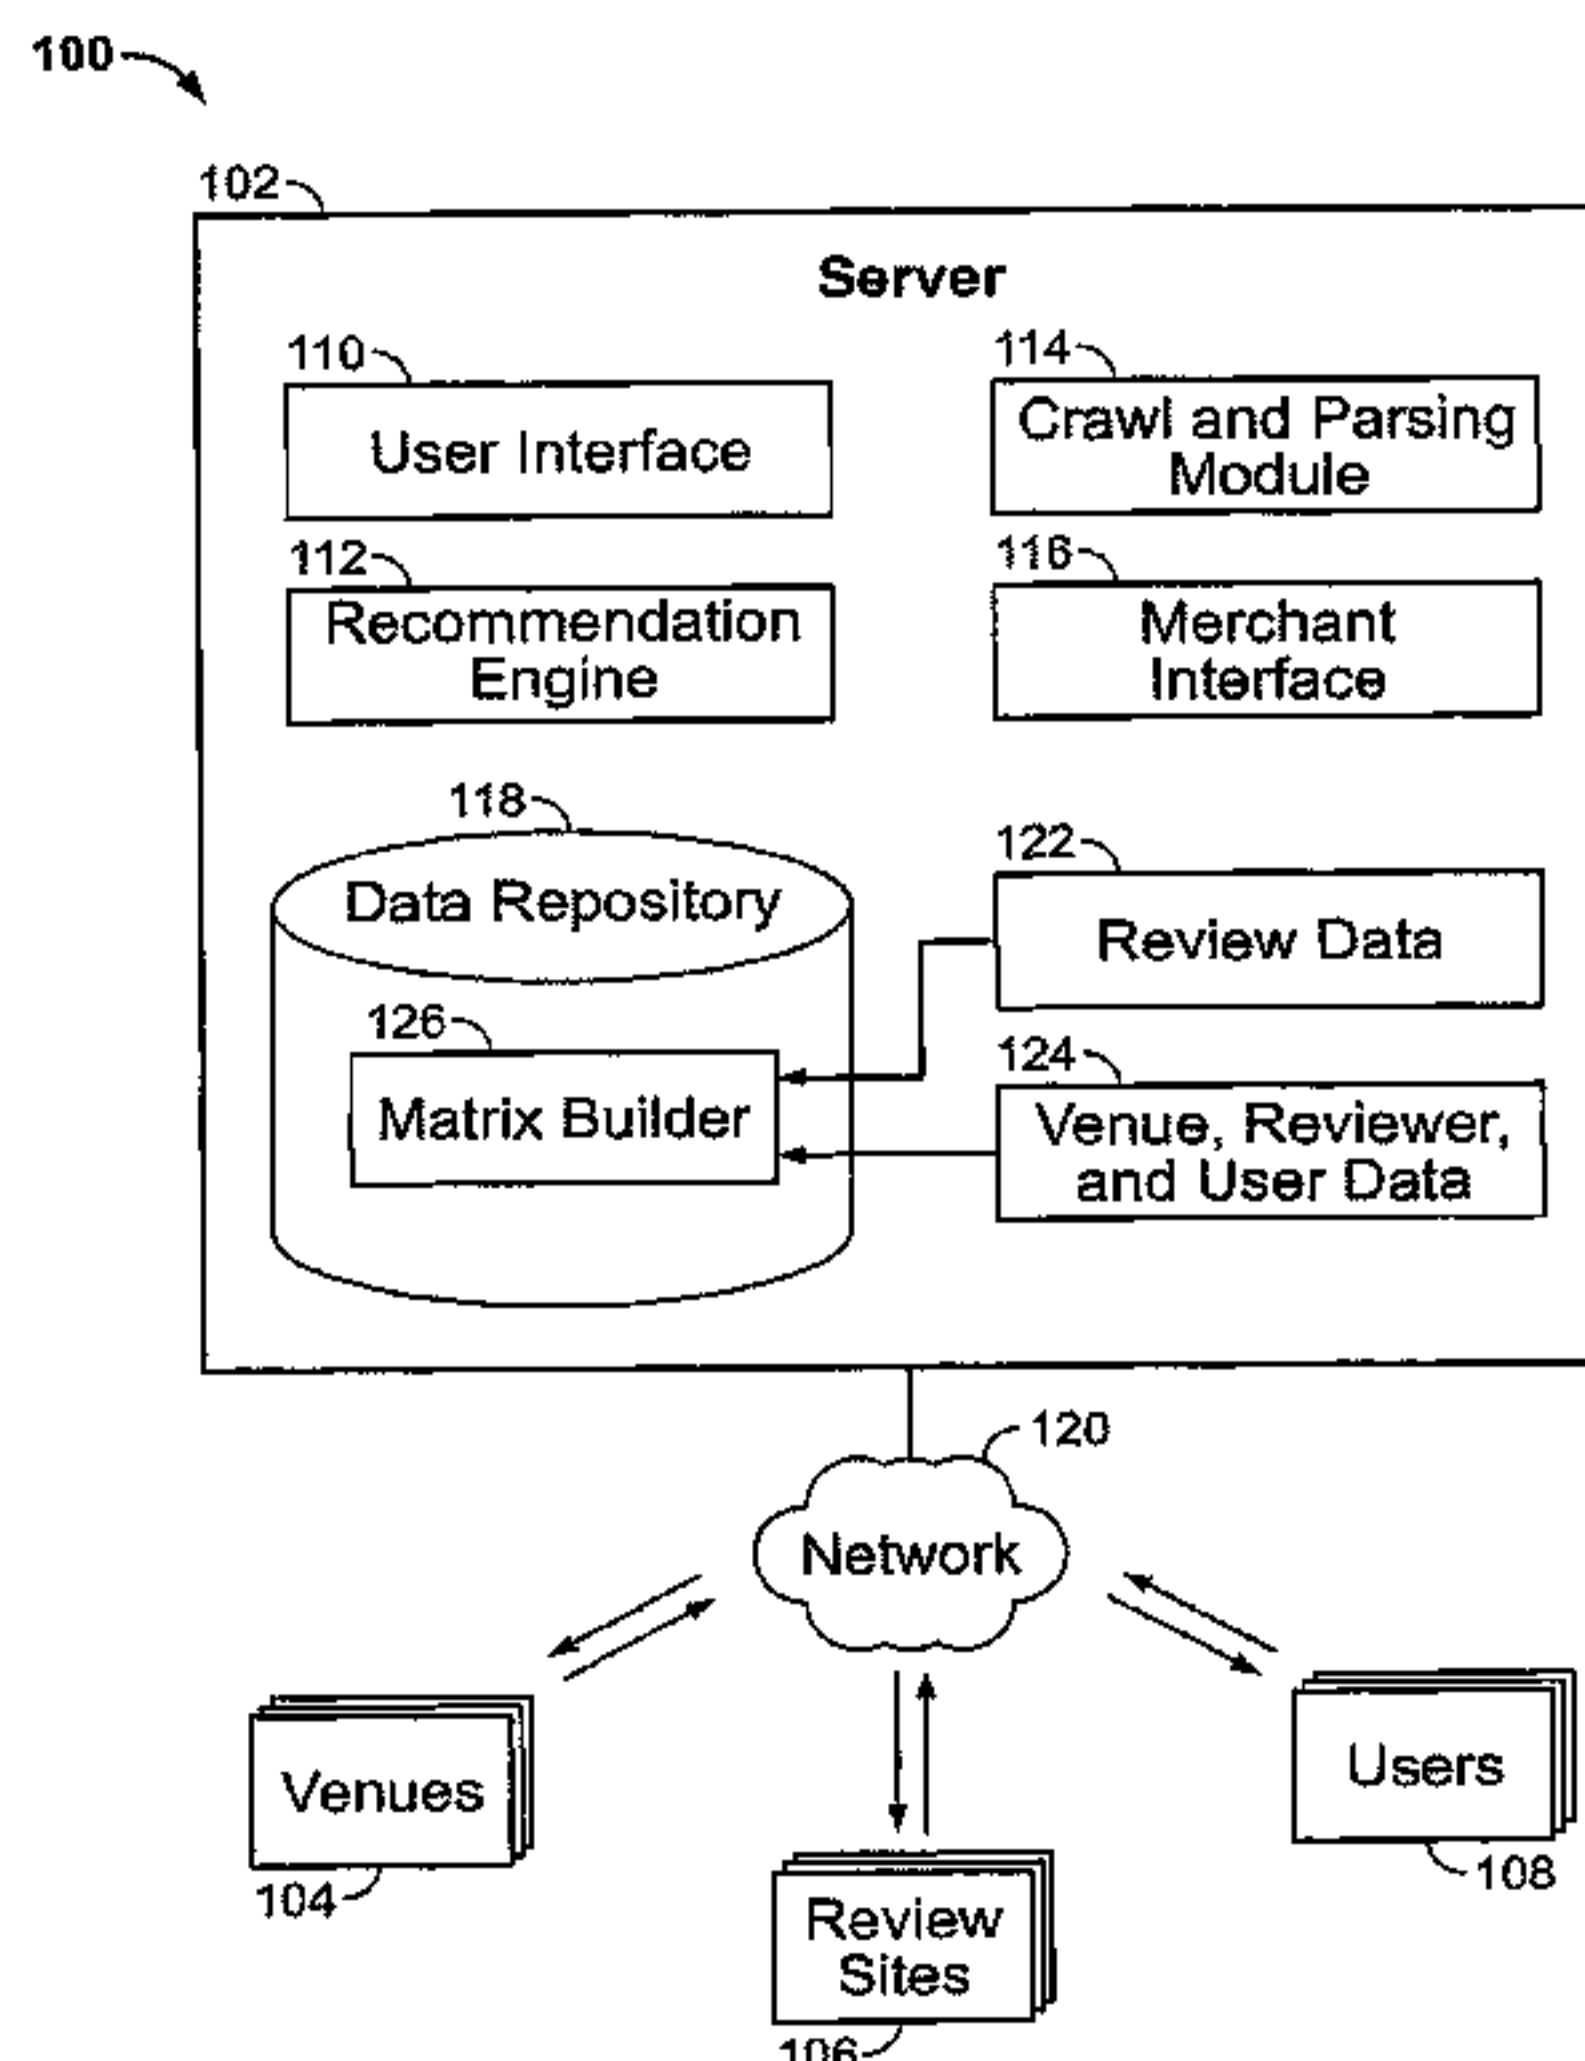 100
102
Server
110
114
User Interface
Crawl and Parsing
Module
112
116
Recommendation
Engine
Merchant
Interface
118
122
Data Repository
Review Data
126
124
Matrix Builder
Venue, Reviewer,
and User Data
120
Network
Venues
Users
104
108
Review
Sites
106